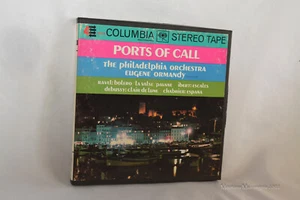 COLUMBIA STEREO TAPE
PORTS OF CALL
the philadelphia orchestra
eugene ormandy
ravel: bolero · la valse · pavane ibert: escales
debussy: clair de lune chabrier: españa